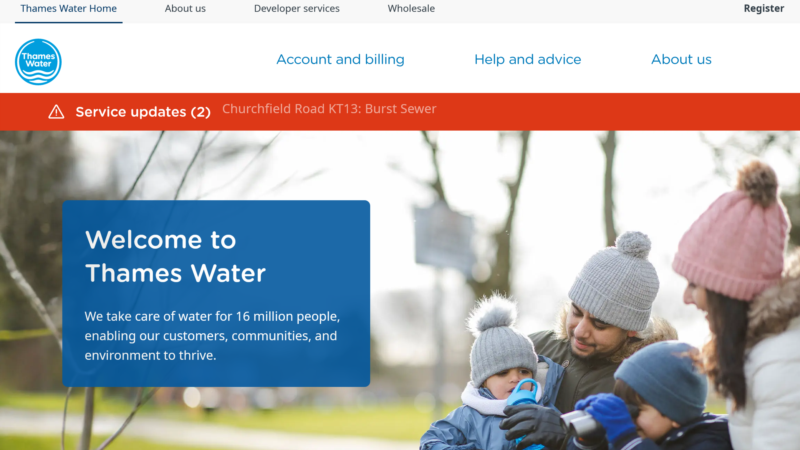 Thames Water Home
About us
Developer services
Wholesale
Register
Thames
Water
Account and billing
Help and advice
About us
Service updates (2)
Churchfield Road KT13: Burst Sewer
Welcome to
Thames Water
We take care of water for 16 million people,
enabling our customers, communities, and
environment to thrive.